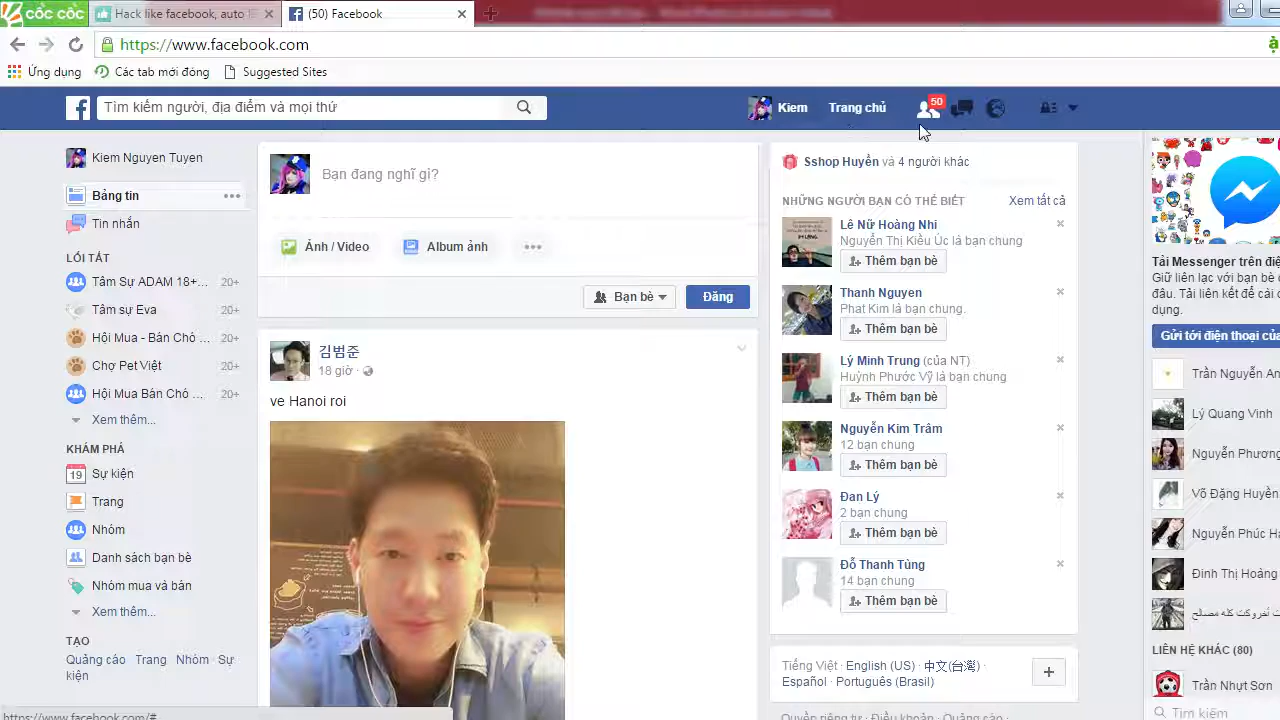 cốc cốc
Hack like facebook, auto
(50) Facebook
https://www.facebook.com
Ứng dụng
Các tab mới đóng
Suggested Sites
Tìm kiếm người, địa điểm và mọi thứ
Kiem
Trang chủ
50
Kiem Nguyen Tuyen
Bảng tin
Tin nhắn
LỐI TẮT
Tâm Sự ADAM 18+... 20+
Tâm sự Eva 20+
Hội Mua - Bán Chó ... 20+
Chợ Pet Việt 20+
Hội Mua Bán Chó ... 20+
Xem thêm...
KHÁM PHÁ
19
Sự kiện
Trang
Nhóm
Danh sách bạn bè
Nhóm mua và bán
Xem thêm...
TẠO
Quảng cáo Trang Nhóm Sự
kiện
https://www.facebook.com/#
Bạn đang nghĩ gì?
Ảnh / Video
Album ảnh
Bạn bè
Đăng
김범준
18 giờ ·
ve Hanoi roi
Sshop Huyền và 4 người khác
NHỮNG NGƯỜI BẠN CÓ THỂ BIẾT
Xem tất cả
Lê Nữ Hoàng Nhi
Nguyễn Thị Kiều Úc là bạn chung
Thêm bạn bè
Thanh Nguyen
Phat Kim là bạn chung.
Thêm bạn bè
Lý Minh Trung (của NT)
Huỳnh Phước Vỹ là bạn chung
Thêm bạn bè
Nguyễn Kim Trâm
12 bạn chung
Thêm bạn bè
Đan Lý
2 bạn chung
Thêm bạn bè
Đỗ Thanh Tùng
14 bạn chung
Thêm bạn bè
Tiếng Việt · English (US) · 中文(台灣) ·
Español · Português (Brasil)
Quyền riêng tư · Điều khoản · Quảng cáo ·
Tải Messenger trên điệ
Giữ liên lạc với bạn bè
đâu. Tải liên kết để cài
dụng.
Gửi tới điện thoại củ
Trần Nguyễn An
Lý Quang Vinh
Nguyễn Phương
Võ Đặng Huyền
Nguyễn Phúc Hả
Đinh Thị Hoàng
LIÊN HỆ KHÁC (80)
Trần Nhựt Sơn
Tìm kiếm